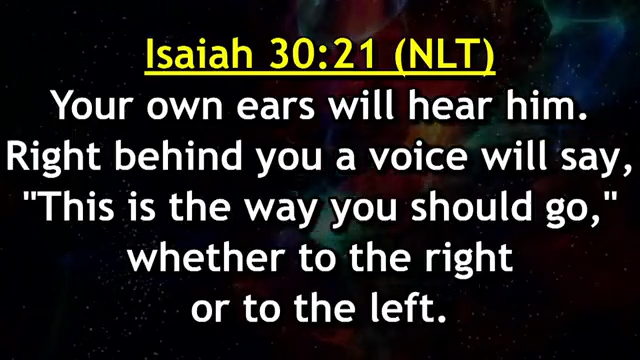 Isaiah 30:21 (NLT)
Your own ears will hear him.
Right behind you a voice will say,
"This is the way you should go,"
whether to the right
or to the left.